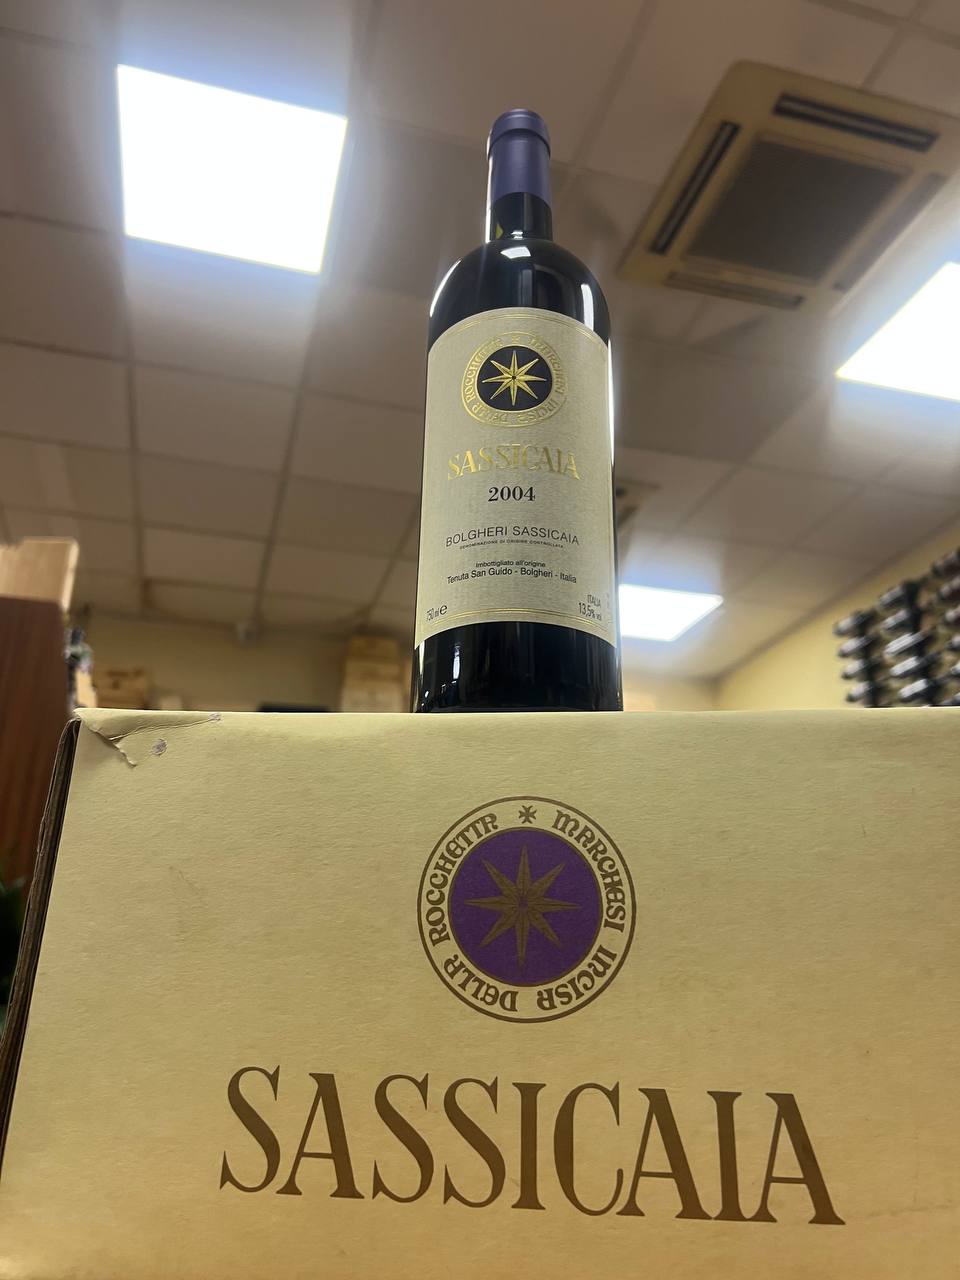 MARCHESI INCISA DELLA ROCCHETTA
SASSICAIA
2004
BOLGHERI SASSICAIA
DENOMINAZIONE DI ORIGINE CONTROLLATA
Imbottigliato all'origine
Tenuta San Guido - Bolgheri - Italia
ITALIA
750 ml e
13,5% vol
MARCHESI INCISA DELLA ROCCHETTA
SASSICAIA